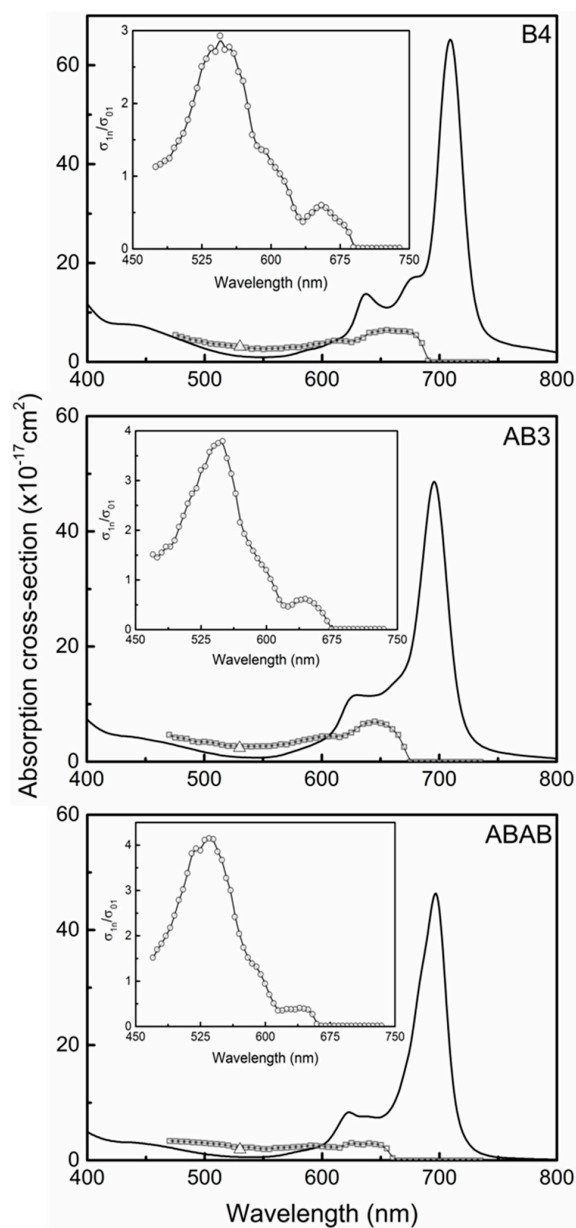 B4
60
40
20
0
400 500 600 700 800
3
2
1
0
450 525 600 675 750
σ1n/σ01
Wavelength (nm)
AB3
60
40
20
0
400 500 600 700 800
4
3
2
1
0
450 525 600 675 750
σ1n/σ01
Wavelength (nm)
ABAB
60
40
20
0
400 500 600 700 800
4
3
2
1
0
450 525 600 675 750
σ1n/σ01
Wavelength (nm)
Absorption cross-section (x10⁻¹⁷cm²)
Wavelength (nm)